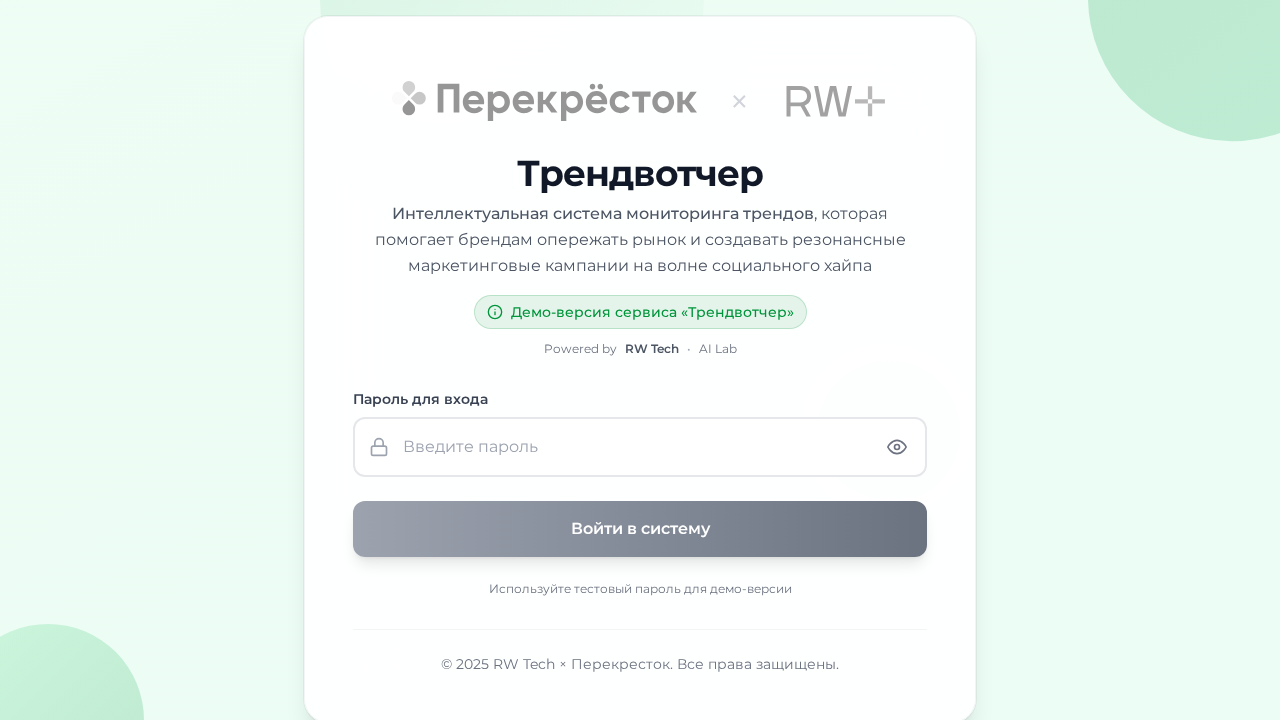 Перекрёсток × RW+
Трендвотчер
Интеллектуальная система мониторинга трендов, которая
помогает брендам опережать рынок и создавать резонансные
маркетинговые кампании на волне социального хайпа
Демо-версия сервиса «Трендвотчер»
Powered by RW Tech · AI Lab
Пароль для входа
Введите пароль
Войти в систему
Используйте тестовый пароль для демо-версии
© 2025 RW Tech × Перекресток. Все права защищены.